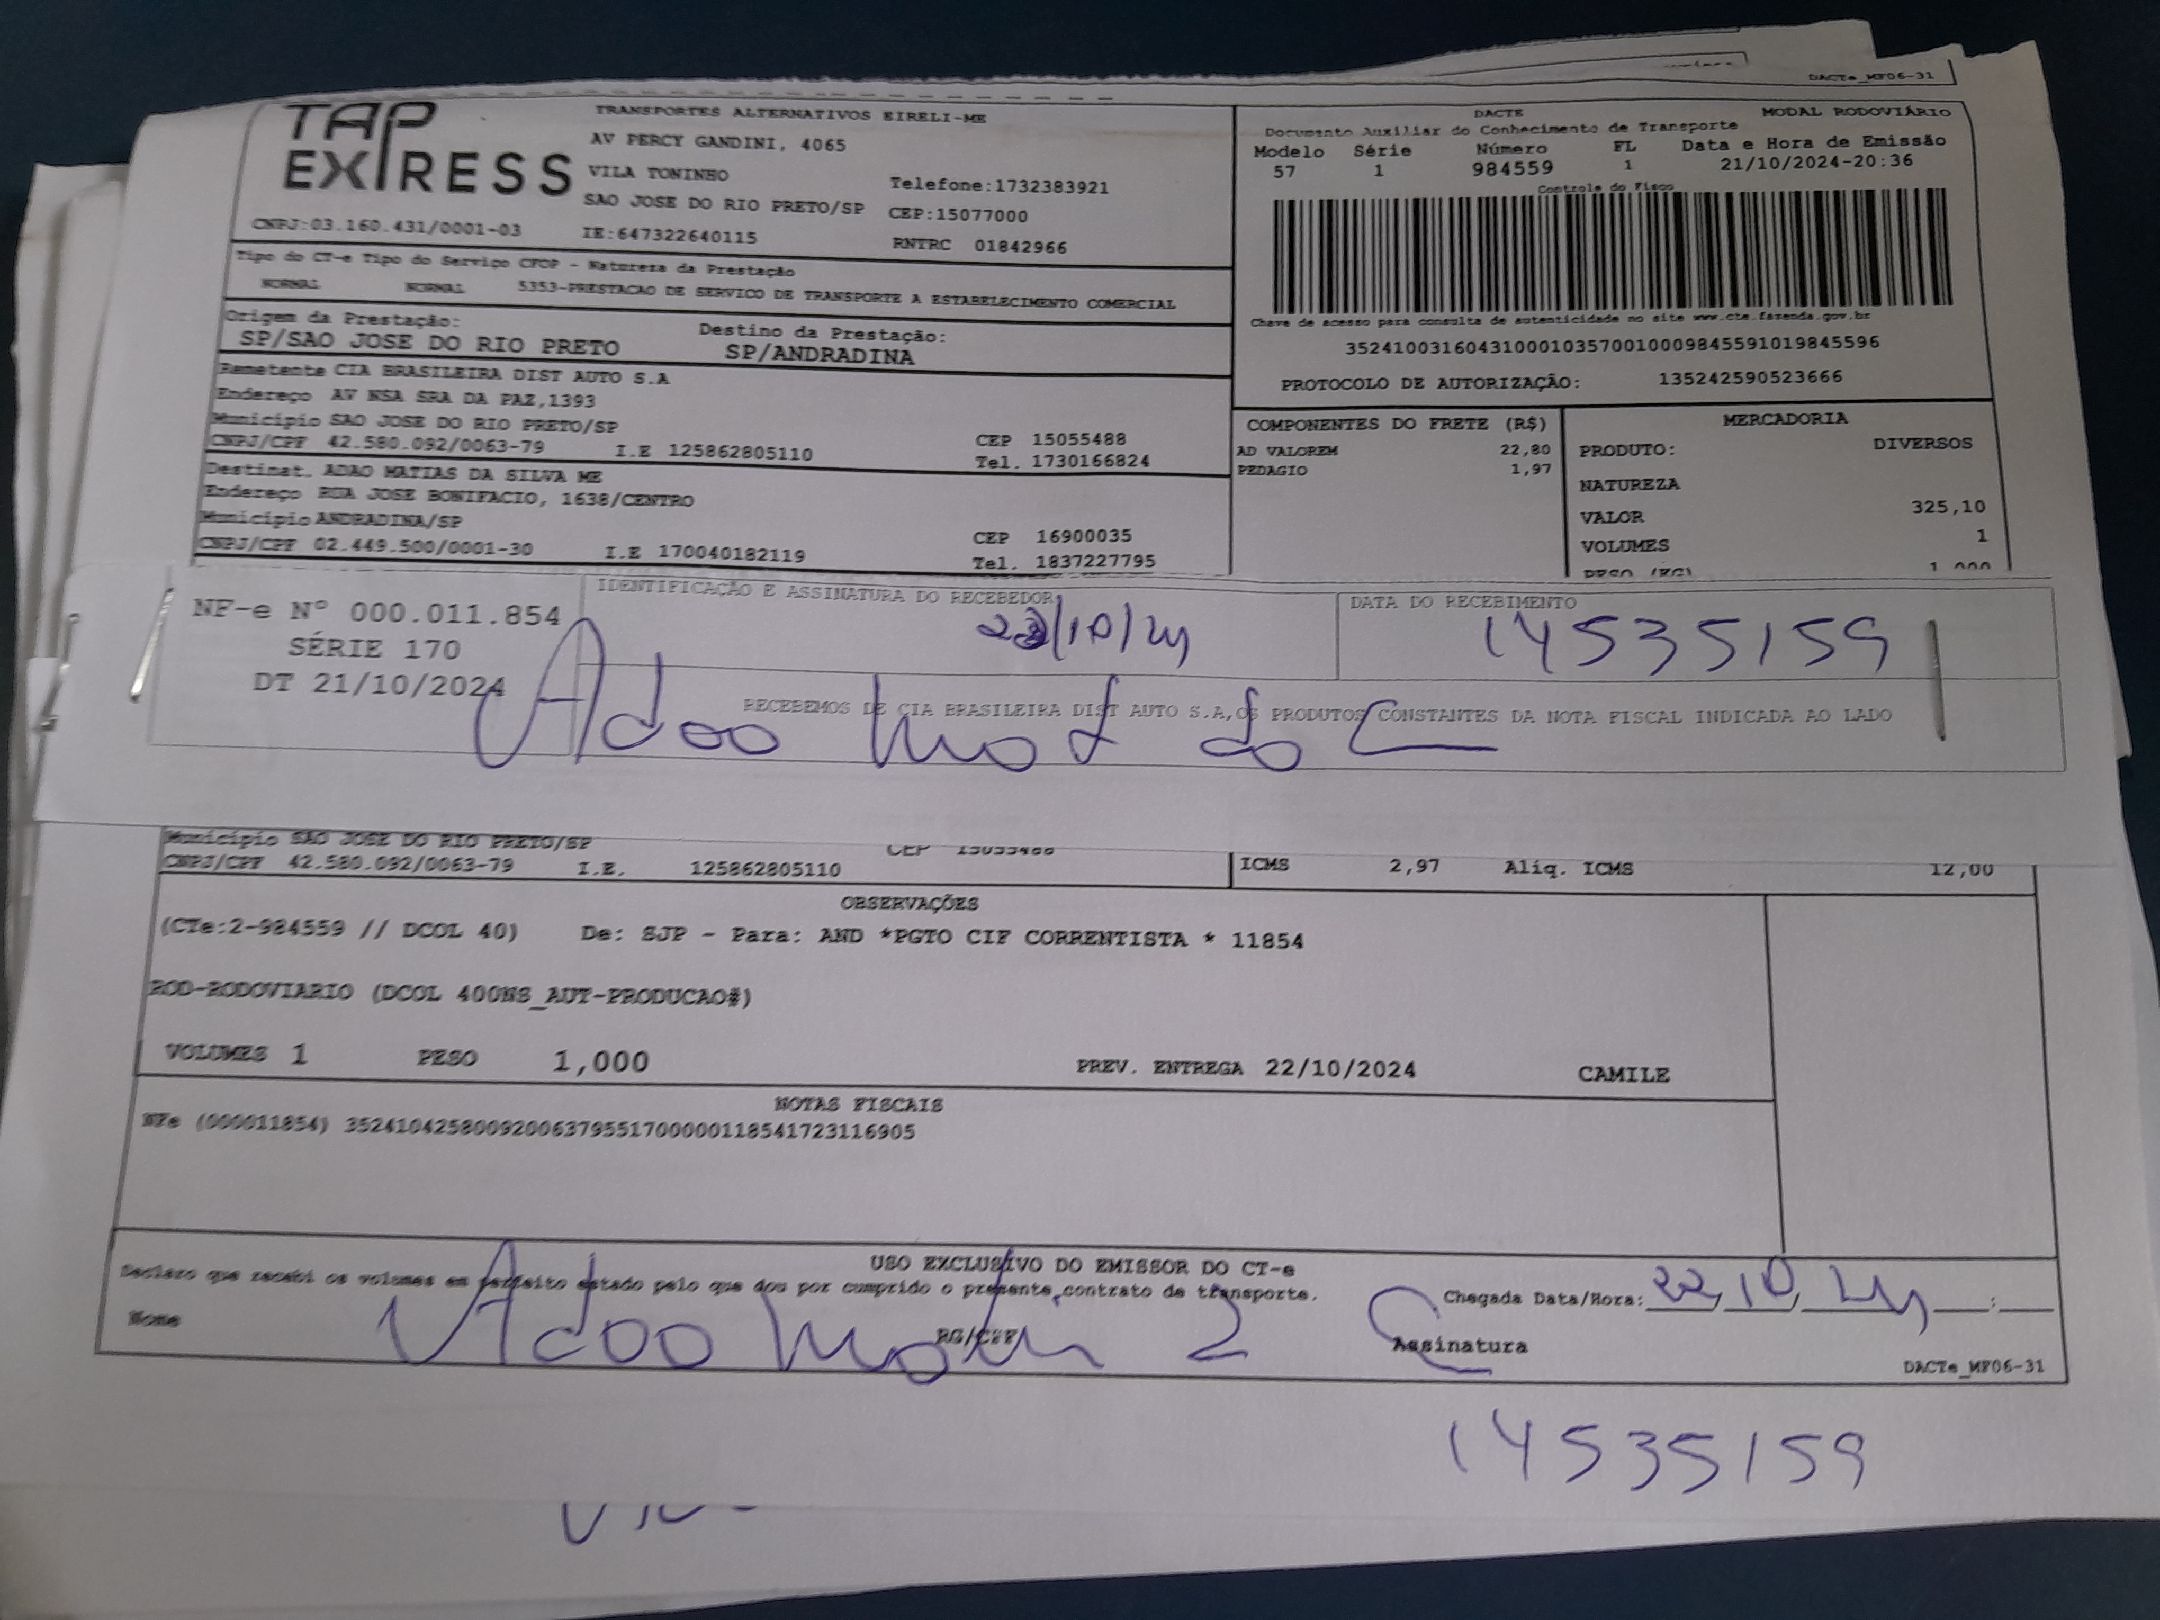 DACTe_MF06-31
TAP EXPRESS
TRANSPORTES ALTERNATIVOS EIRELI-ME
AV PERCY GANDINI, 4065
VILA TONINHO
Telefone:1732383921
SAO JOSE DO RIO PRETO/SP CEP:15077000
CNPJ:03.160.431/0001-03 IE:647322640115 RNTRC 01842966
DACTE MODAL RODOVIÁRIO
Documento Auxiliar do Conhecimento de Transporte
Modelo Série Número FL Data e Hora de Emissão
57 1 984559 1 21/10/2024-20:36
Controle do Fisco
Chave de acesso para consulta de autenticidade no site www.cte.fazenda.gov.br
35241003160431000103570010009845591019845596
PROTOCOLO DE AUTORIZAÇÃO: 135242590523666
Tipo do CT-e Tipo do Serviço CFOP - Natureza da Prestação
NORMAL NORMAL 5353-PRESTACAO DE SERVICO DE TRANSPORTE A ESTABELECIMENTO COMERCIAL
Origem da Prestação: Destino da Prestação:
SP/SAO JOSE DO RIO PRETO SP/ANDRADINA
Remetente CIA BRASILEIRA DIST AUTO S.A
Endereço AV NSA SRA DA PAZ,1393
Municipio SAO JOSE DO RIO PRETO/SP CEP 15055488
CNPJ/CPF 42.580.092/0063-79 I.E 125862805110 Tel. 1730166824
Destinat. ADAO MATIAS DA SILVA ME
Endereço RUA JOSE BONIFACIO, 1638/CENTRO
Municipio ANDRADINA/SP CEP 16900035
CNPJ/CPF 02.449.500/0001-30 I.E 170040182119 Tel. 1837227795
COMPONENTES DO FRETE (R$)
AD VALOREM 22,80
PEDAGIO 1,97
MERCADORIA
PRODUTO: DIVERSOS
NATUREZA
VALOR 325,10
VOLUMES 1
PESO (KG) 1,000
NF-e Nº 000.011.854
SÉRIE 170
DT 21/10/2024
IDENTIFICAÇÃO E ASSINATURA DO RECEBEDOR
DATA DO RECEBIMENTO
14535159
RECEBEMOS DE CIA BRASILEIRA DIST AUTO S.A,OS PRODUTOS CONSTANTES DA NOTA FISCAL INDICADA AO LADO
Adao
Municipio SAO JOSE DO RIO PRETO/SP CEP 15055488
CNPJ/CPF 42.580.092/0063-79 I.E. 125862805110
ICMS 2,97 Aliq. ICMS 12,00
OBSERVAÇÕES
(CTe:2-984559 // DCOL 40) De: SJP - Para: AND *PGTO CIF CORRENTISTA * 11854
ROD-RODOVIARIO (DCOL 400NS_AUT-PRODUCAO#)
VOLUMES 1 PESO 1,000 PREV. ENTREGA 22/10/2024 CAMILE
NOTAS FISCAIS
NFe (000011854) 35241042580092006379551700000118541723116905
USO EXCLUSIVO DO EMISSOR DO CT-e
Declaro que recebi os volumes em perfeito estado pelo que dou por cumprido o presente contrato de transporte.
Chegada Data/Hora: 22/10/24 :
Nome RG/CPF Assinatura
Adao
DACTe_MF06-31
14535159